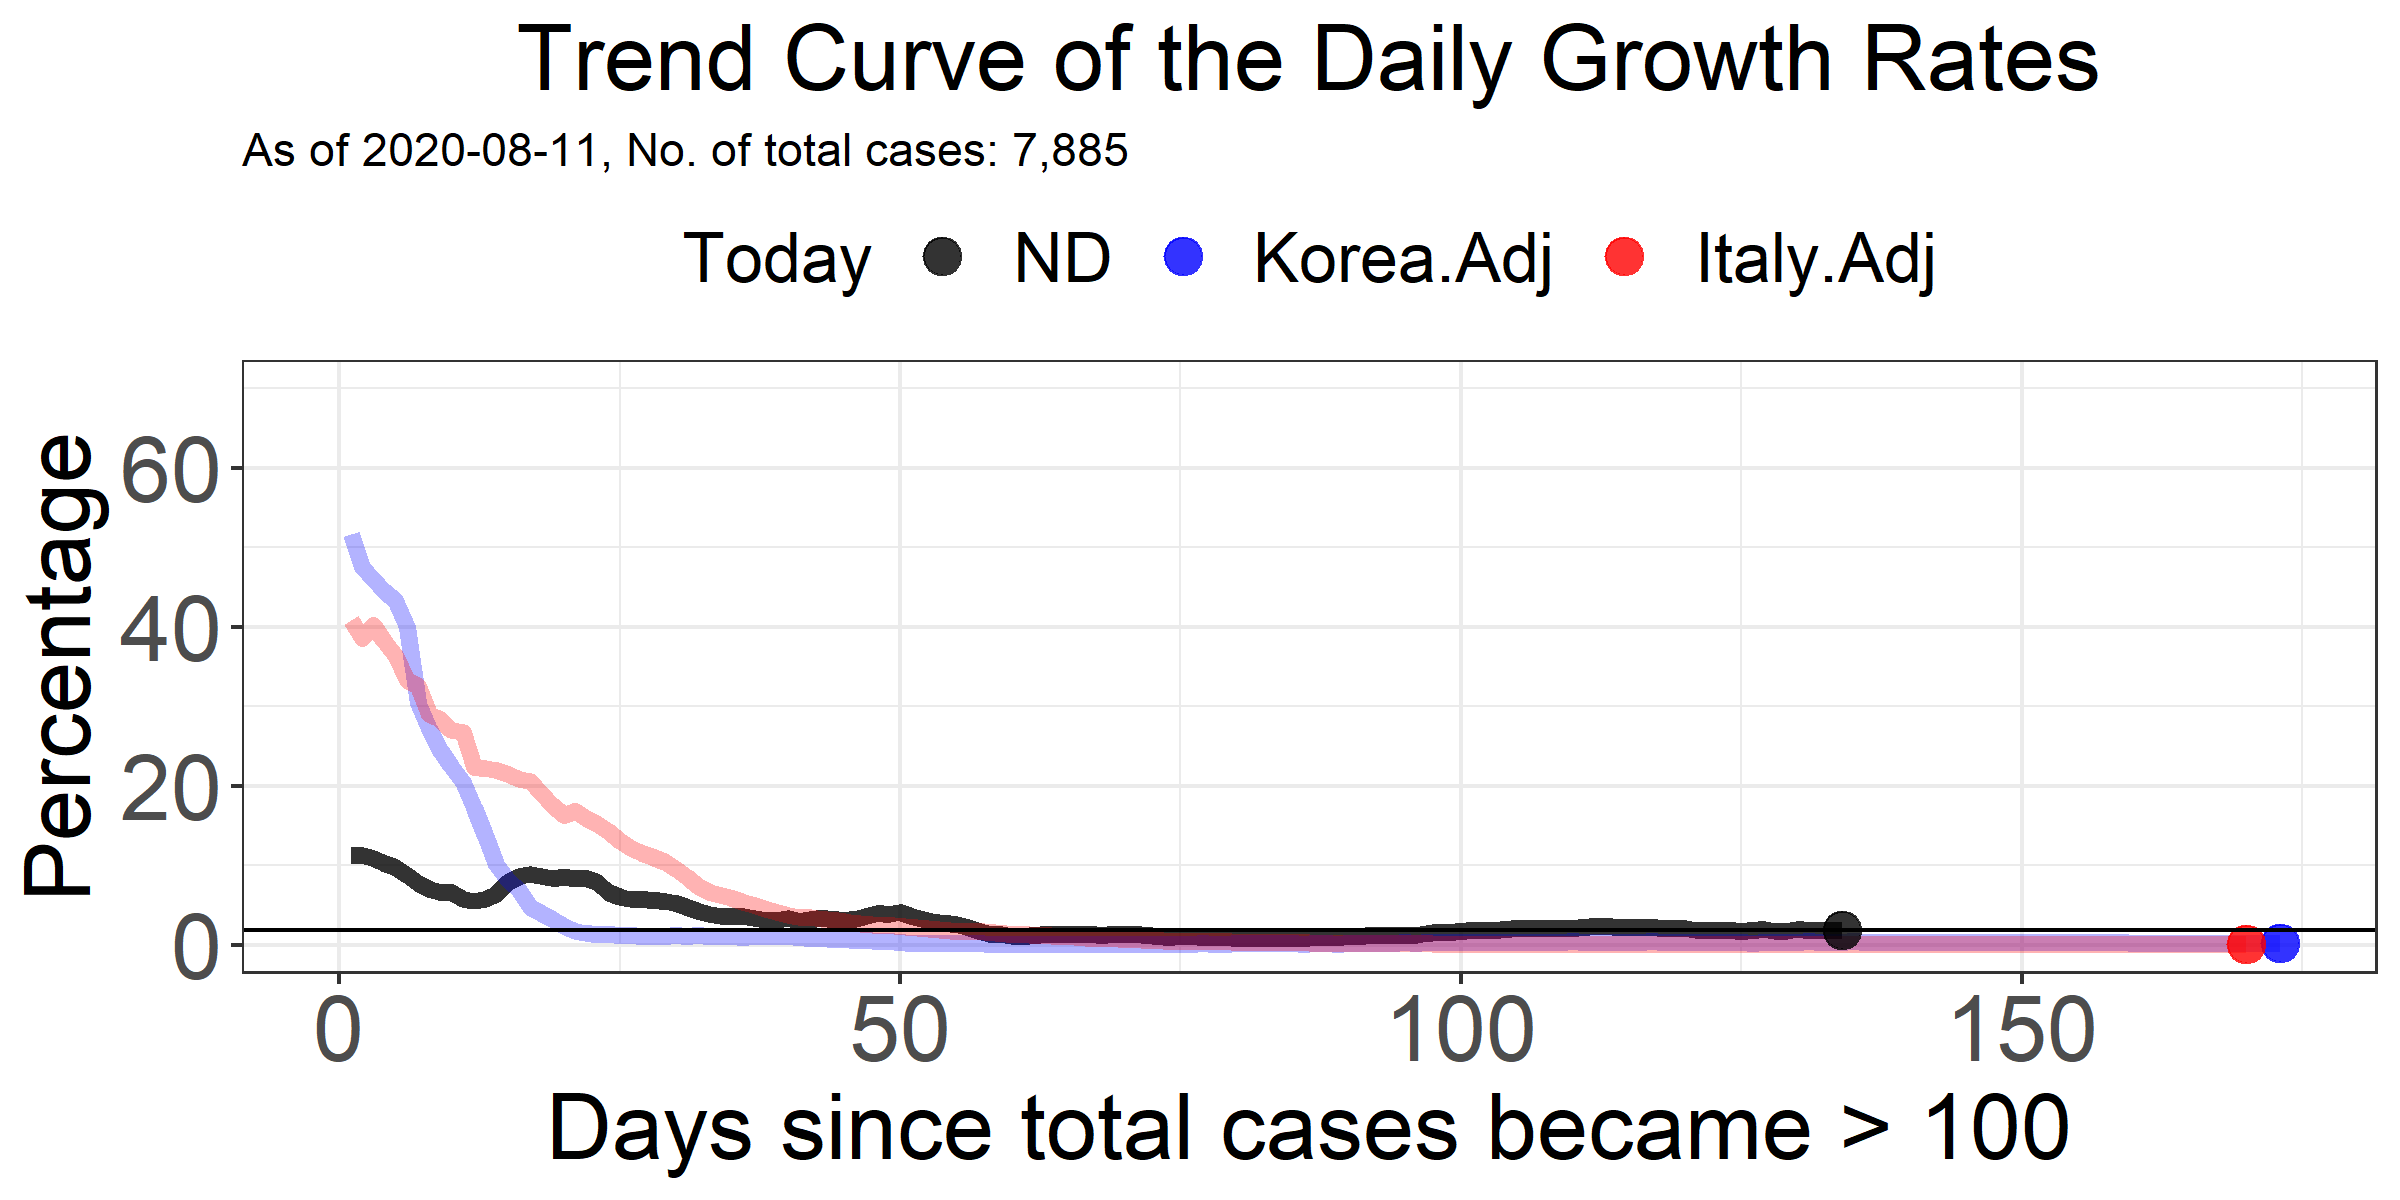 Trend Curve of the Daily Growth Rates
As of 2020-08-11, No. of total cases: 7,885
Today ND Korea.Adj Italy.Adj
Percentage
60
40
20
0
0 50 100 150
Days since total cases became > 100